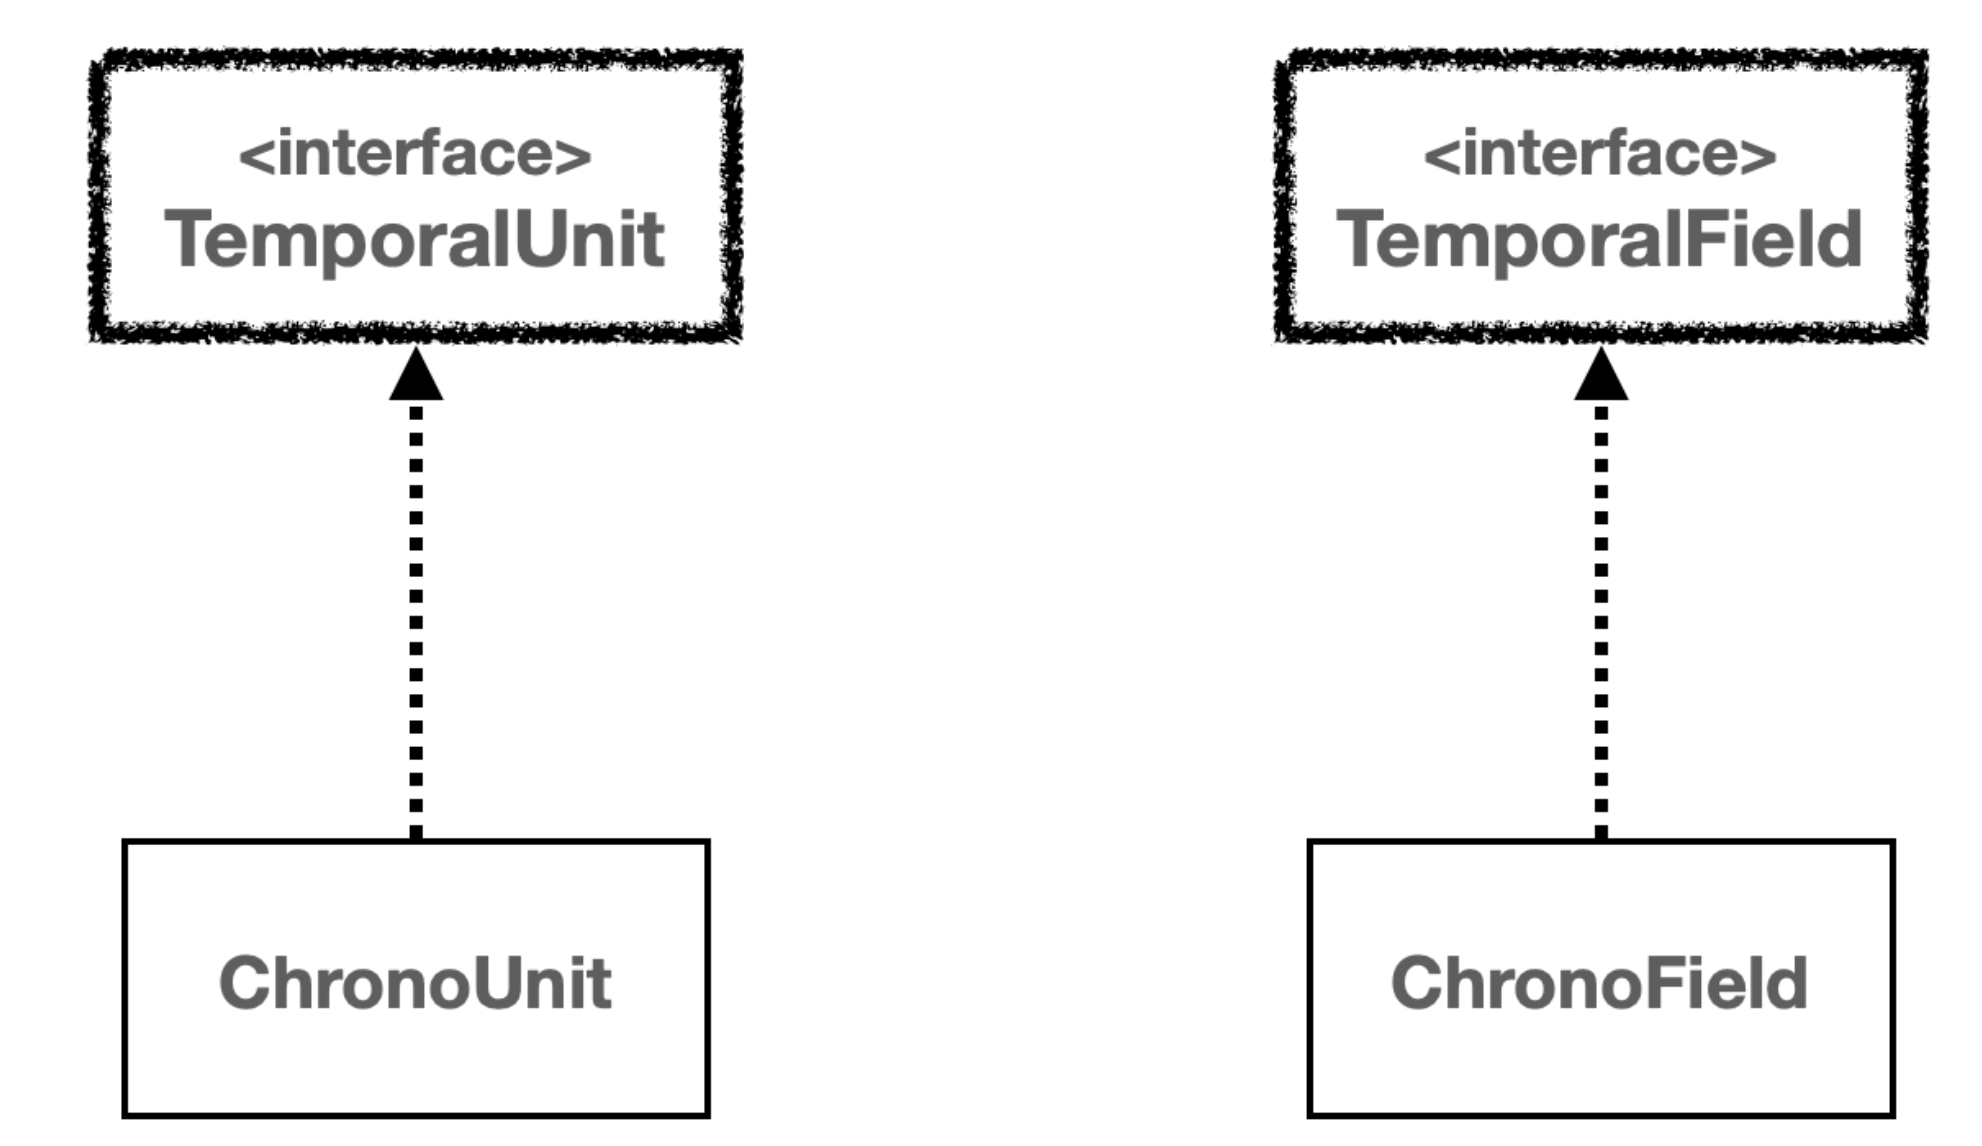 <interface>
TemporalUnit
<interface>
TemporalField
ChronoUnit
ChronoField